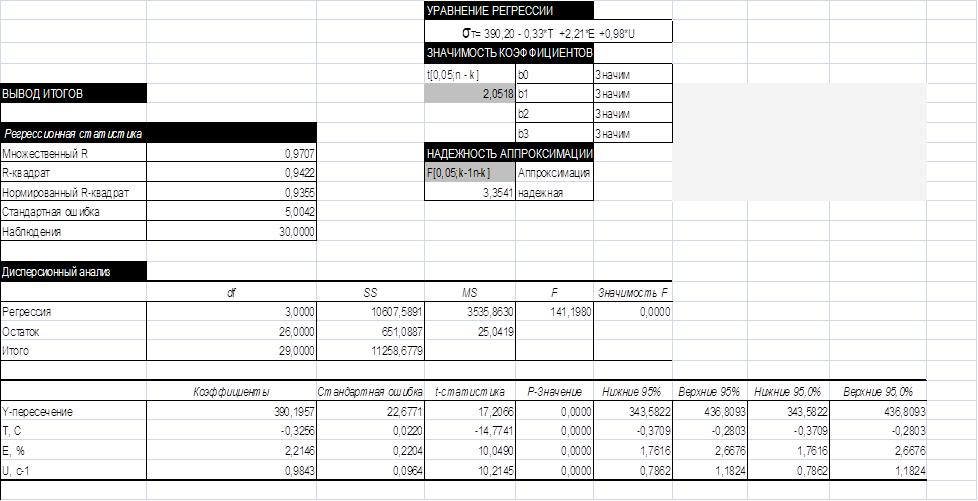 УРАВНЕНИЕ РЕГРЕССИИ
σт= 390,20 - 0,33*T +2,21*E +0,98*U
ЗНАЧИМОСТЬ КОЭФФИЦИЕНТОВ
t[0,05;n - k] b0 Значим
ВЫВОД ИТОГОВ 2,0518 b1 Значим
b2 Значим
Регрессионная статистика b3 Значим
Множественный R 0,9707 НАДЕЖНОСТЬ АППРОКСИМАЦИИ
R-квадрат 0,9422 F[0,05;k-1n-k] Аппроксимация
Нормированный R-квадрат 0,9355 3,3541 надежная
Стандартная ошибка 5,0042
Наблюдения 30,0000
Дисперсионный анализ
df SS MS F Значимость F
Регрессия 3,0000 10607,5891 3535,8630 141,1980 0,0000
Остаток 26,0000 651,0887 25,0419
Итого 29,0000 11258,6779
Коэффициенты Стандартная ошибка t-статистика P-Значение Нижние 95% Верхние 95% Нижние 95,0% Верхние 95,0%
Y-пересечение 390,1957 22,6771 17,2066 0,0000 343,5822 436,8093 343,5822 436,8093
T, C -0,3256 0,0220 -14,7741 0,0000 -0,3709 -0,2803 -0,3709 -0,2803
E, % 2,2146 0,2204 10,0490 0,0000 1,7616 2,6676 1,7616 2,6676
U, c-1 0,9843 0,0964 10,2145 0,0000 0,7862 1,1824 0,7862 1,1824